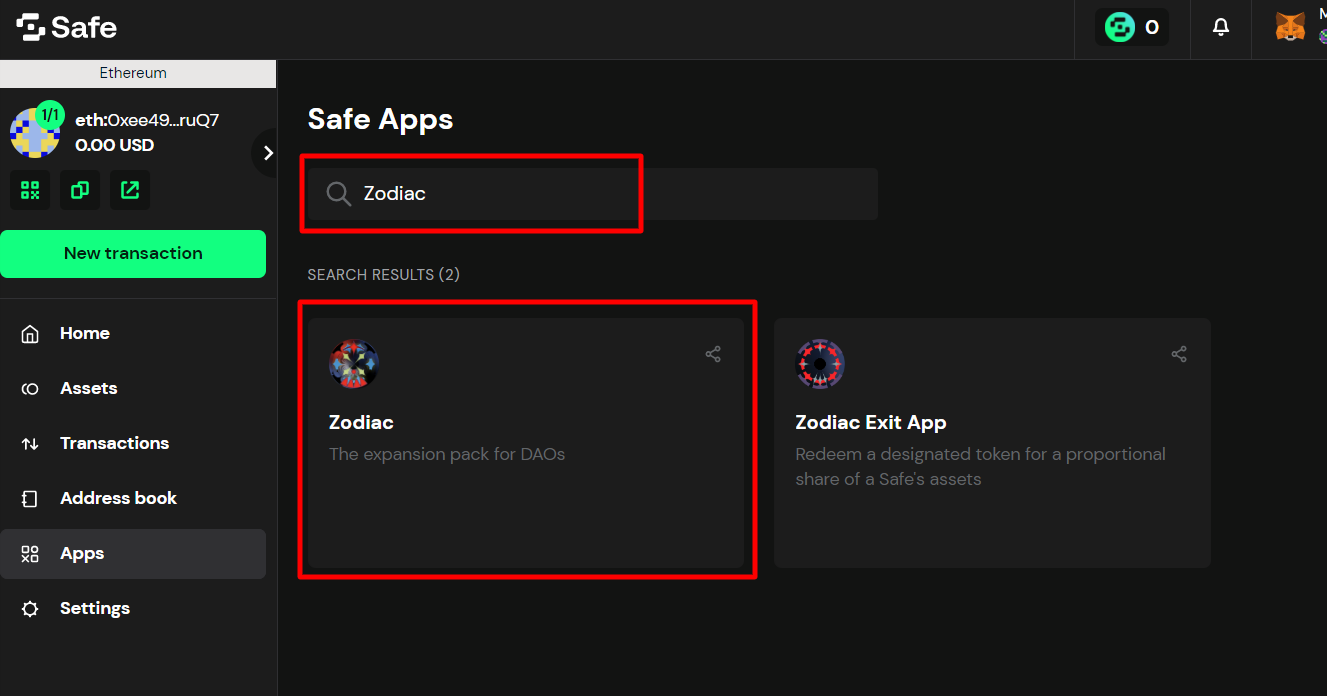 Safe
0
M
Ethereum
1/1
eth:0xee49...ruQ7
0.00 USD
New transaction
Home
Assets
Transactions
Address book
Apps
Settings
Safe Apps
Zodiac
SEARCH RESULTS (2)
Zodiac
The expansion pack for DAOs
Zodiac Exit App
Redeem a designated token for a proportional
share of a Safe's assets